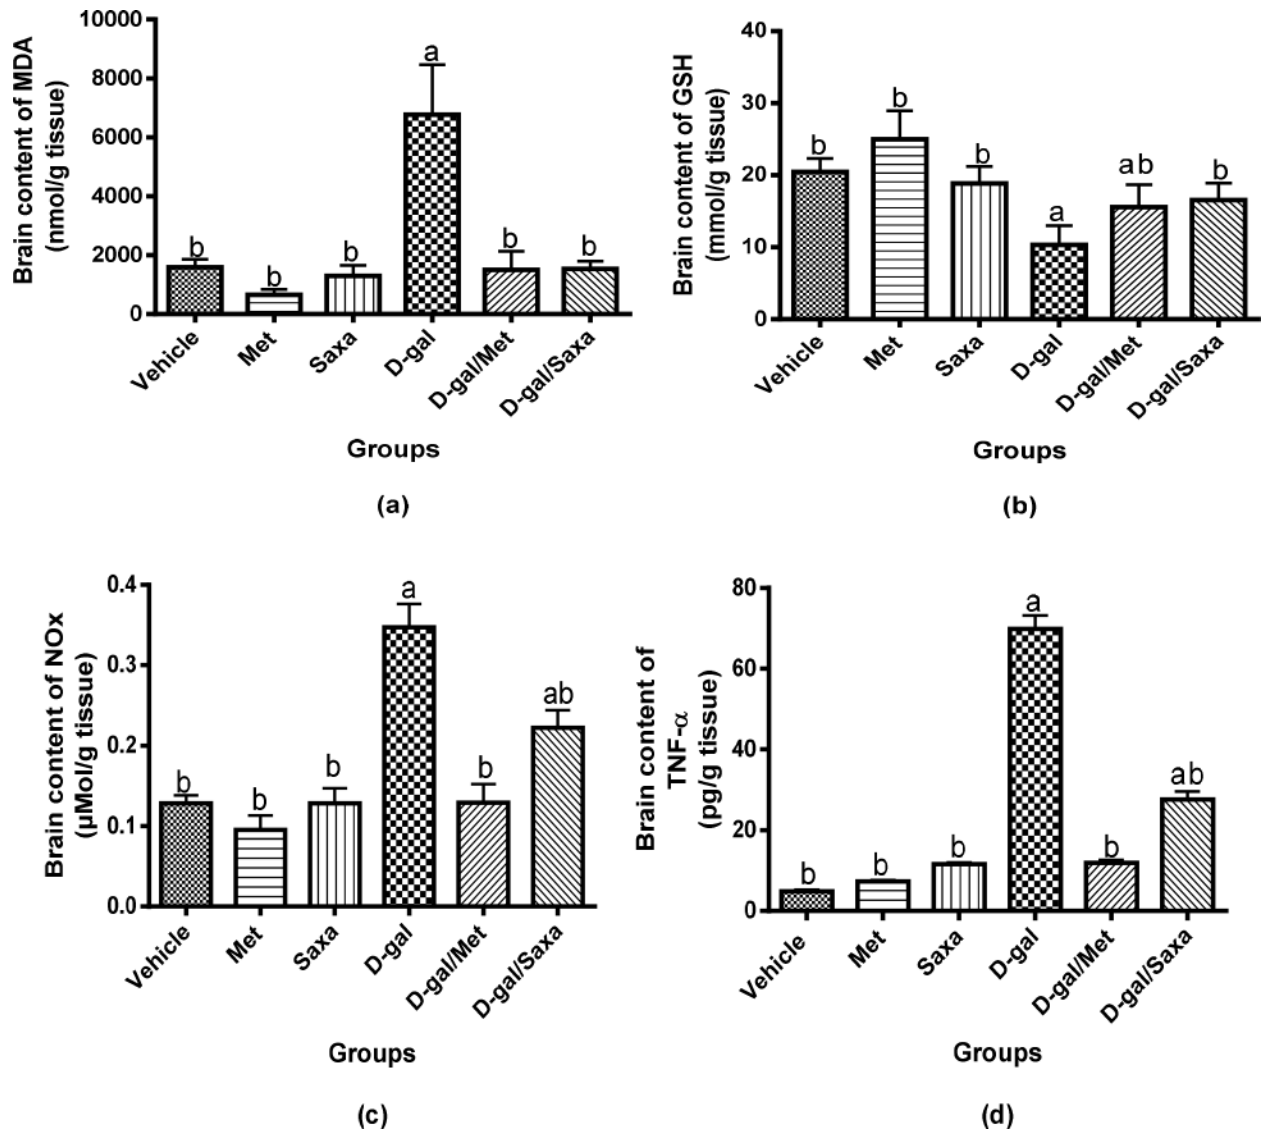 Brain content of MDA
(nmol/g tissue)
10000
8000
6000
4000
2000
0
b
b
b
a
b
b
Vehicle
Met
Saxa
D-gal
D-gal/Met
D-gal/Saxa
Groups
(a)
Brain content of GSH
(mmol/g tissue)
40
30
20
10
0
b
b
b
a
ab
b
Vehicle
Met
Saxa
D-gal
D-gal/Met
D-gal/Saxa
Groups
(b)
Brain content of NOx
(µMol/g tissue)
0.4
0.3
0.2
0.1
0.0
b
b
b
a
b
ab
Vehicle
Met
Saxa
D-gal
D-gal/Met
D-gal/Saxa
Groups
(c)
Brain content of
TNF-α
(pg/g tissue)
80
60
40
20
0
b
b
b
a
b
ab
Vehicle
Met
Saxa
D-gal
D-gal/Met
D-gal/Saxa
Groups
(d)